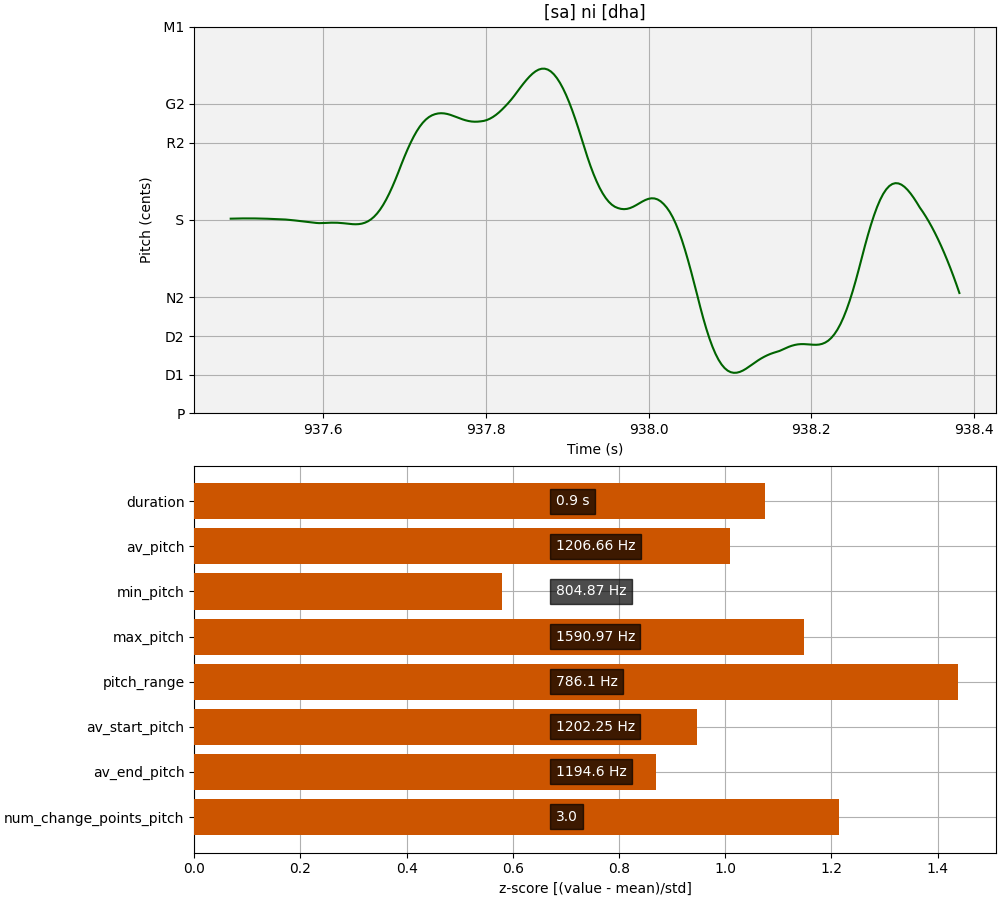 [sa] ni [dha]
M1
G2
R2
S
N2
D2
D1
P
Pitch (cents)
937.6 937.8 938.0 938.2 938.4
Time (s)
duration 0.9 s
av_pitch 1206.66 Hz
min_pitch 804.87 Hz
max_pitch 1590.97 Hz
pitch_range 786.1 Hz
av_start_pitch 1202.25 Hz
av_end_pitch 1194.6 Hz
num_change_points_pitch 3.0
0.0 0.2 0.4 0.6 0.8 1.0 1.2 1.4
z-score [(value - mean)/std]